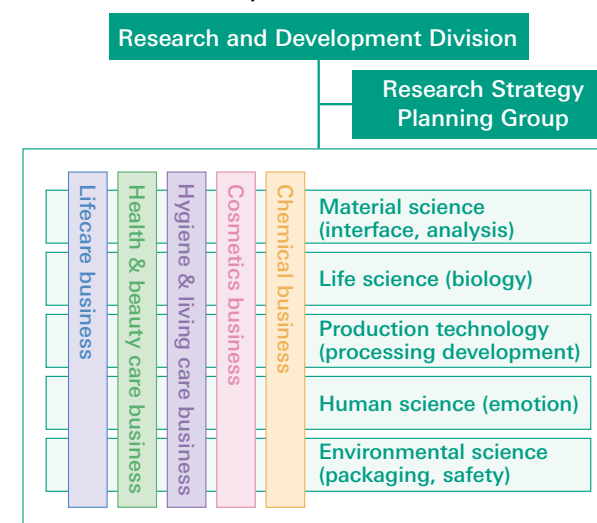 Research and Development Division
Research Strategy
Planning Group
Lifecare business
Health & beauty care business
Hygiene & living care business
Cosmetics business
Chemical business
Material science
(interface, analysis)
Life science (biology)
Production technology
(processing development)
Human science (emotion)
Environmental science
(packaging, safety)